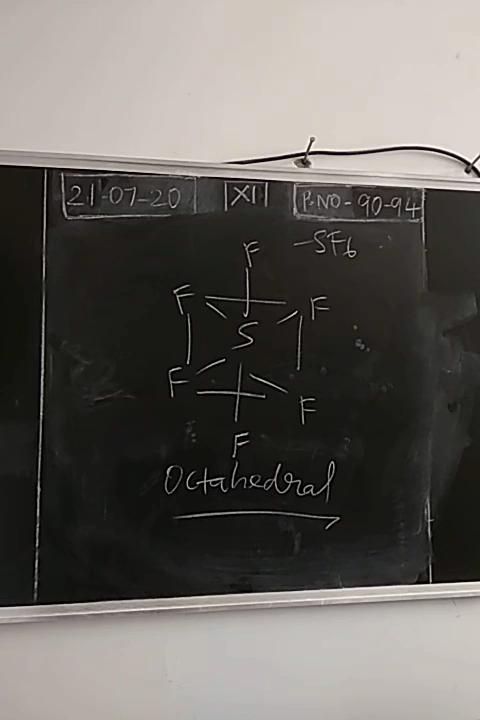 21-07-20 XI P.NO-90-94
-SF6
F
F F
S
F F
F
Octahedral